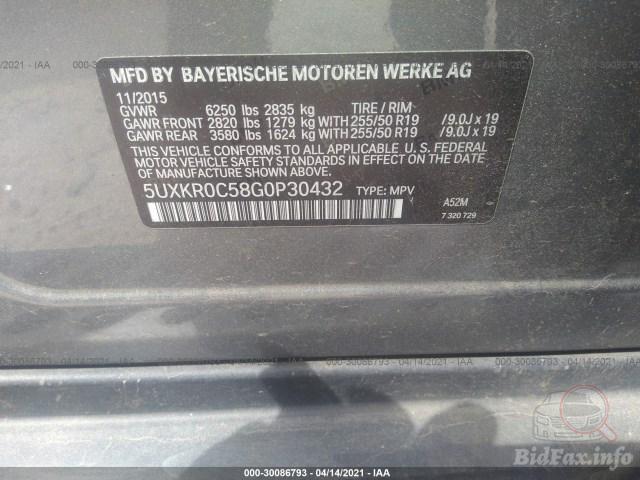 MFD BY BAYERISCHE MOTOREN WERKE AG
11/2015
GVWR 6250 lbs 2835 kg TIRE / RIM
GAWR FRONT 2820 lbs 1279 kg WITH 255/50 R19 /9.0J x 19
GAWR REAR 3580 lbs 1624 kg WITH 255/50 R19 /9.0J x 19
THIS VEHICLE CONFORMS TO ALL APPLICABLE U. S. FEDERAL
MOTOR VEHICLE SAFETY, BUMPER, AND THEFT PREVENTION
STANDARDS IN EFFECT ON THE DATE OF MANUFACTURE SHOWN ABOVE.
5UXKR0C58G0P30432 TYPE: MPV
A52M
7 320 729
000-30086793 - 04/14/2021 - IAA
BidFax.info